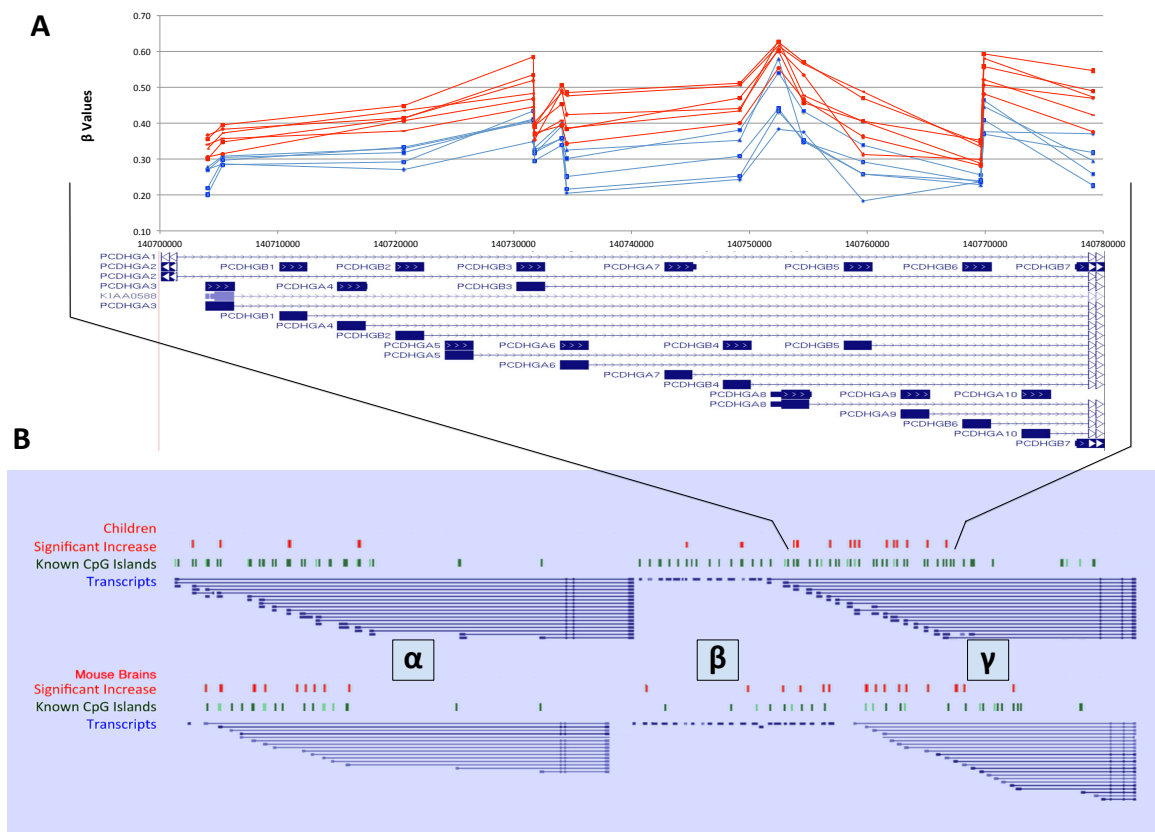 A
β Values
0.70
0.60
0.50
0.40
0.30
0.20
0.10
140700000 140710000 140720000 140730000 140740000 140750000 140760000 140770000 140780000
PCDHGA1
PCDHGA2 PCDHGB1 PCDHGB2 PCDHGB3 PCDHGA7 PCDHGB5 PCDHGB6 PCDHGB7
PCDHGA2
PCDHGA3 PCDHGA4 PCDHGB3
KIAA0588
PCDHGA3
PCDHGB1
PCDHGA4
PCDHGB2
PCDHGA5 PCDHGA6 PCDHGB4 PCDHGB5
PCDHGA5
PCDHGA6
PCDHGA7
PCDHGB4
PCDHGA8 PCDHGA9 PCDHGA10
PCDHGA8
PCDHGA9
PCDHGB6
PCDHGA10
PCDHGB7
B
Children
Significant Increase
Known CpG Islands
Transcripts
α β γ
Mouse Brains
Significant Increase
Known CpG Islands
Transcripts